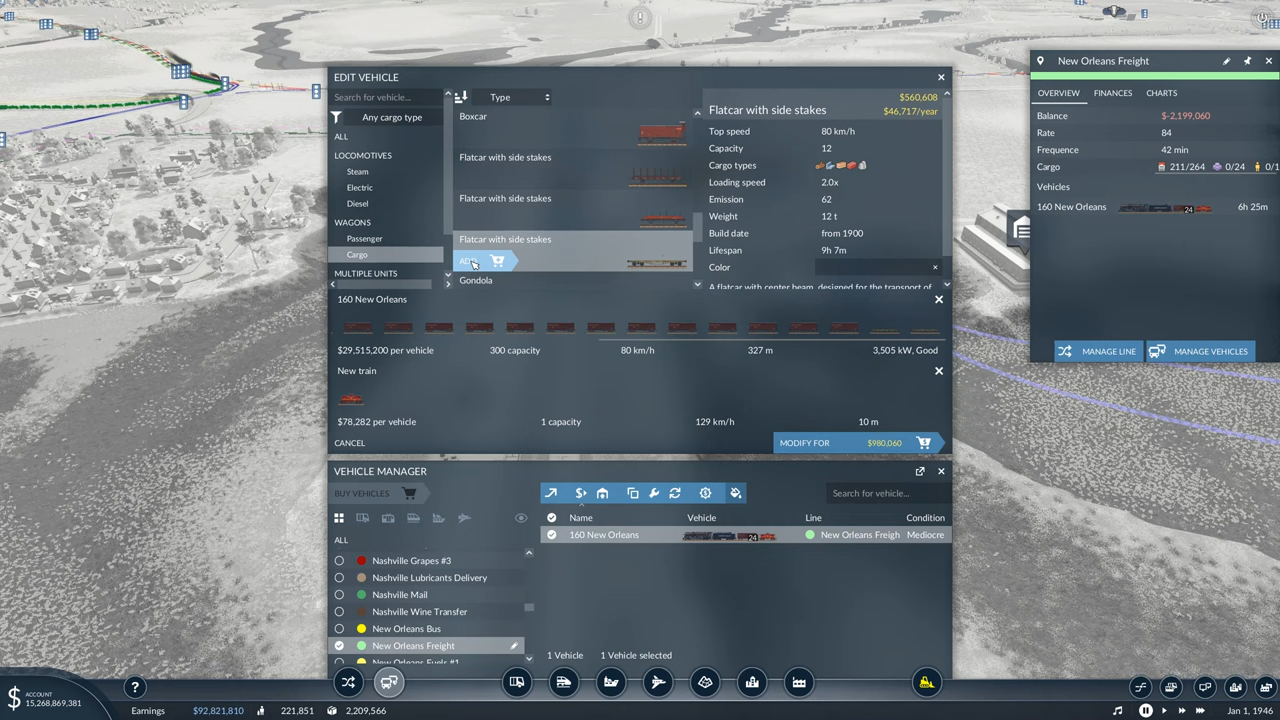 EDIT VEHICLE
Search for vehicle...
Any cargo type
ALL
LOCOMOTIVES
Steam
Electric
Diesel
WAGONS
Passenger
Cargo
MULTIPLE UNITS
Type
Boxcar
Flatcar with side stakes
Flatcar with side stakes
Flatcar with side stakes
Gondola
$560,608
Flatcar with side stakes
$46,717/year
Top speed 80 km/h
Capacity 12
Cargo types
Loading speed 2.0x
Emission 62
Weight 12 t
Build date from 1900
Lifespan 9h 7m
Color
A flatcar with center beam, designed for the transport of
160 New Orleans
$29,515,200 per vehicle 300 capacity 80 km/h 327 m 3,505 kW, Good
New train
$78,282 per vehicle 1 capacity 129 km/h 10 m
CANCEL
MODIFY FOR $980,060
VEHICLE MANAGER
BUY VEHICLES
Search for vehicle...
ALL
Nashville Grapes #3
Nashville Lubricants Delivery
Nashville Mail
Nashville Wine Transfer
New Orleans Bus
New Orleans Freight
New Orleans Fuels #1
Name Vehicle Line Condition
160 New Orleans 24 New Orleans Freigh Mediocre
1 Vehicle 1 Vehicle selected
New Orleans Freight
OVERVIEW FINANCES CHARTS
Balance $-2,199,060
Rate 84
Frequence 42 min
Cargo 211/264 0/24 0/1
Vehicles
160 New Orleans 24 6h 25m
MANAGE LINE MANAGE VEHICLES
$ ACCOUNT
15,268,869,381
?
Earnings $92,821,810 221,851 2,209,566
Jan 1, 1946